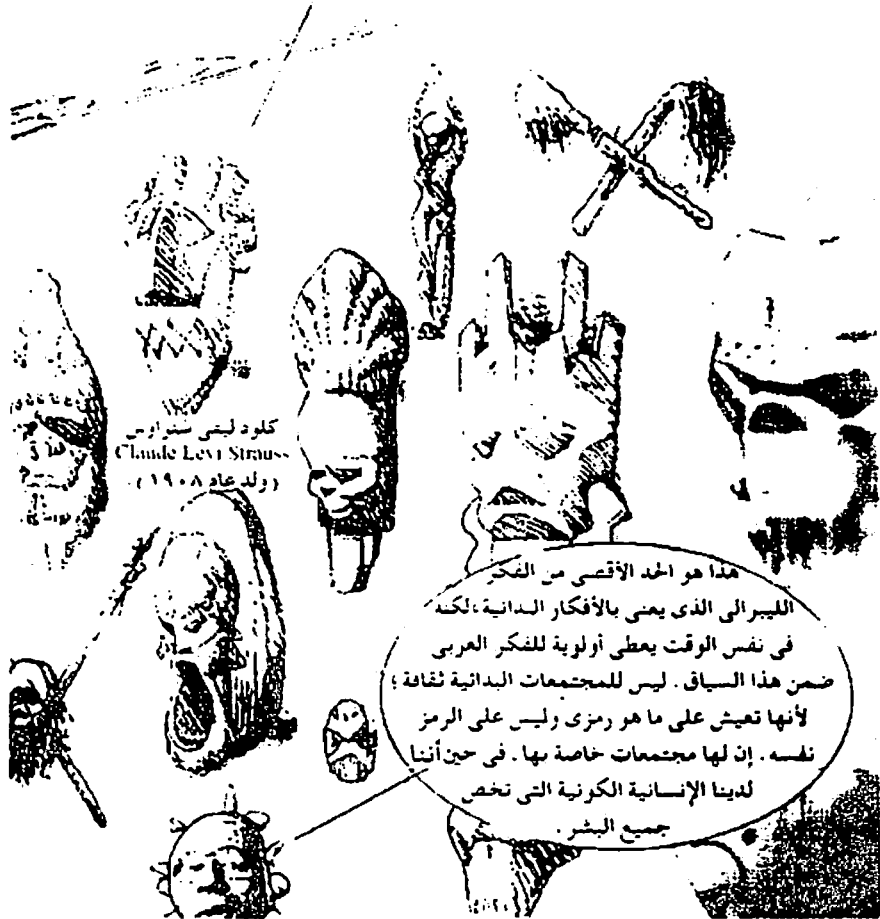 كلود ليفى شتراوس
Claude Levi Strauss
(ولد عام ١٩٠٨).
هذا هو الحد الأقصى من الفكر
الليبرالى الذى يعنى بالأفكار البدائية، لكنه
فى نفس الوقت يعطى أولوية للفكر الغربى
ضمن هذا السياق. ليس للمجتمعات البدائية ثقافة؛
لأنها تعيش على ما هو رمزى وليس على الرمز
نفسه. إن لها مجتمعات خاصة بها. فى حين أننا
لدينا الإنسانية الكونية التى تخص
جميع البشر.